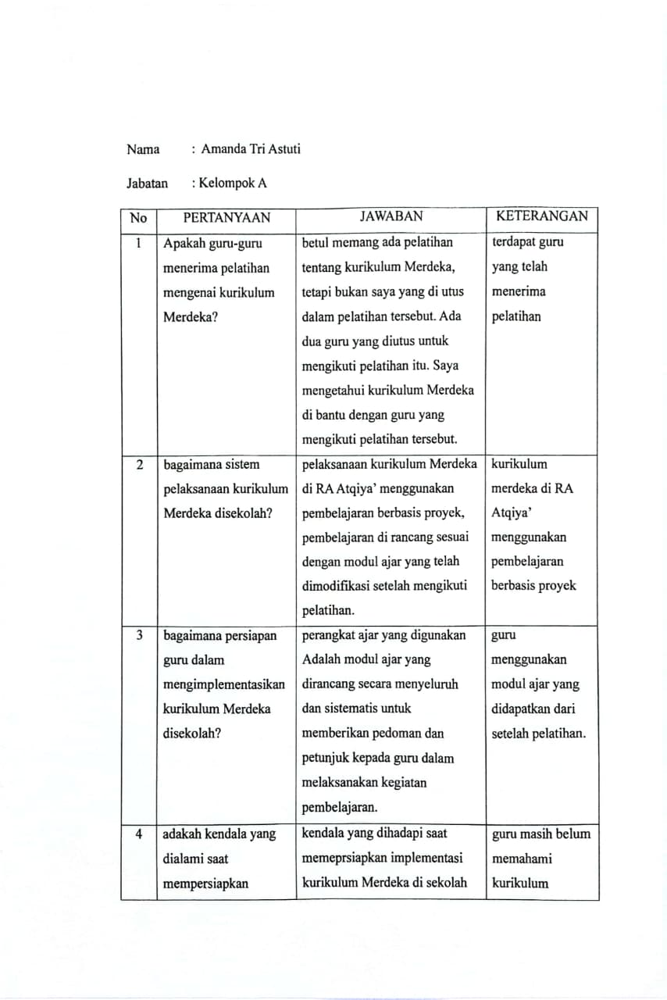 Nama : Amanda Tri Astuti
Jabatan : Kelompok A
No PERTANYAAN JAWABAN KETERANGAN
1 Apakah guru-guru betul memang ada pelatihan terdapat guru
menerima pelatihan tentang kurikulum Merdeka, yang telah
mengenai kurikulum tetapi bukan saya yang di utus menerima
Merdeka? dalam pelatihan tersebut. Ada pelatihan
dua guru yang diutus untuk
mengikuti pelatihan itu. Saya
mengetahui kurikulum Merdeka
di bantu dengan guru yang
mengikuti pelatihan tersebut.
2 bagaimana sistem pelaksanaan kurikulum Merdeka kurikulum
pelaksanaan kurikulum di RA Atqiya’ menggunakan merdeka di RA
Merdeka disekolah? pembelajaran berbasis proyek, Atqiya’
pembelajaran di rancang sesuai menggunakan
dengan modul ajar yang telah pembelajaran
dimodifikasi setelah mengikuti berbasis proyek
pelatihan.
3 bagaimana persiapan perangkat ajar yang digunakan guru
guru dalam Adalah modul ajar yang menggunakan
mengimplementasikan dirancang secara menyeluruh modul ajar yang
kurikulum Merdeka dan sistematis untuk didapatkan dari
disekolah? memberikan pedoman dan setelah pelatihan.
petunjuk kepada guru dalam
melaksanakan kegiatan
pembelajaran.
4 adakah kendala yang kendala yang dihadapi saat guru masih belum
dialami saat memeprsiapkan implementasi memahami
mempersiapkan kurikulum Merdeka di sekolah kurikulum